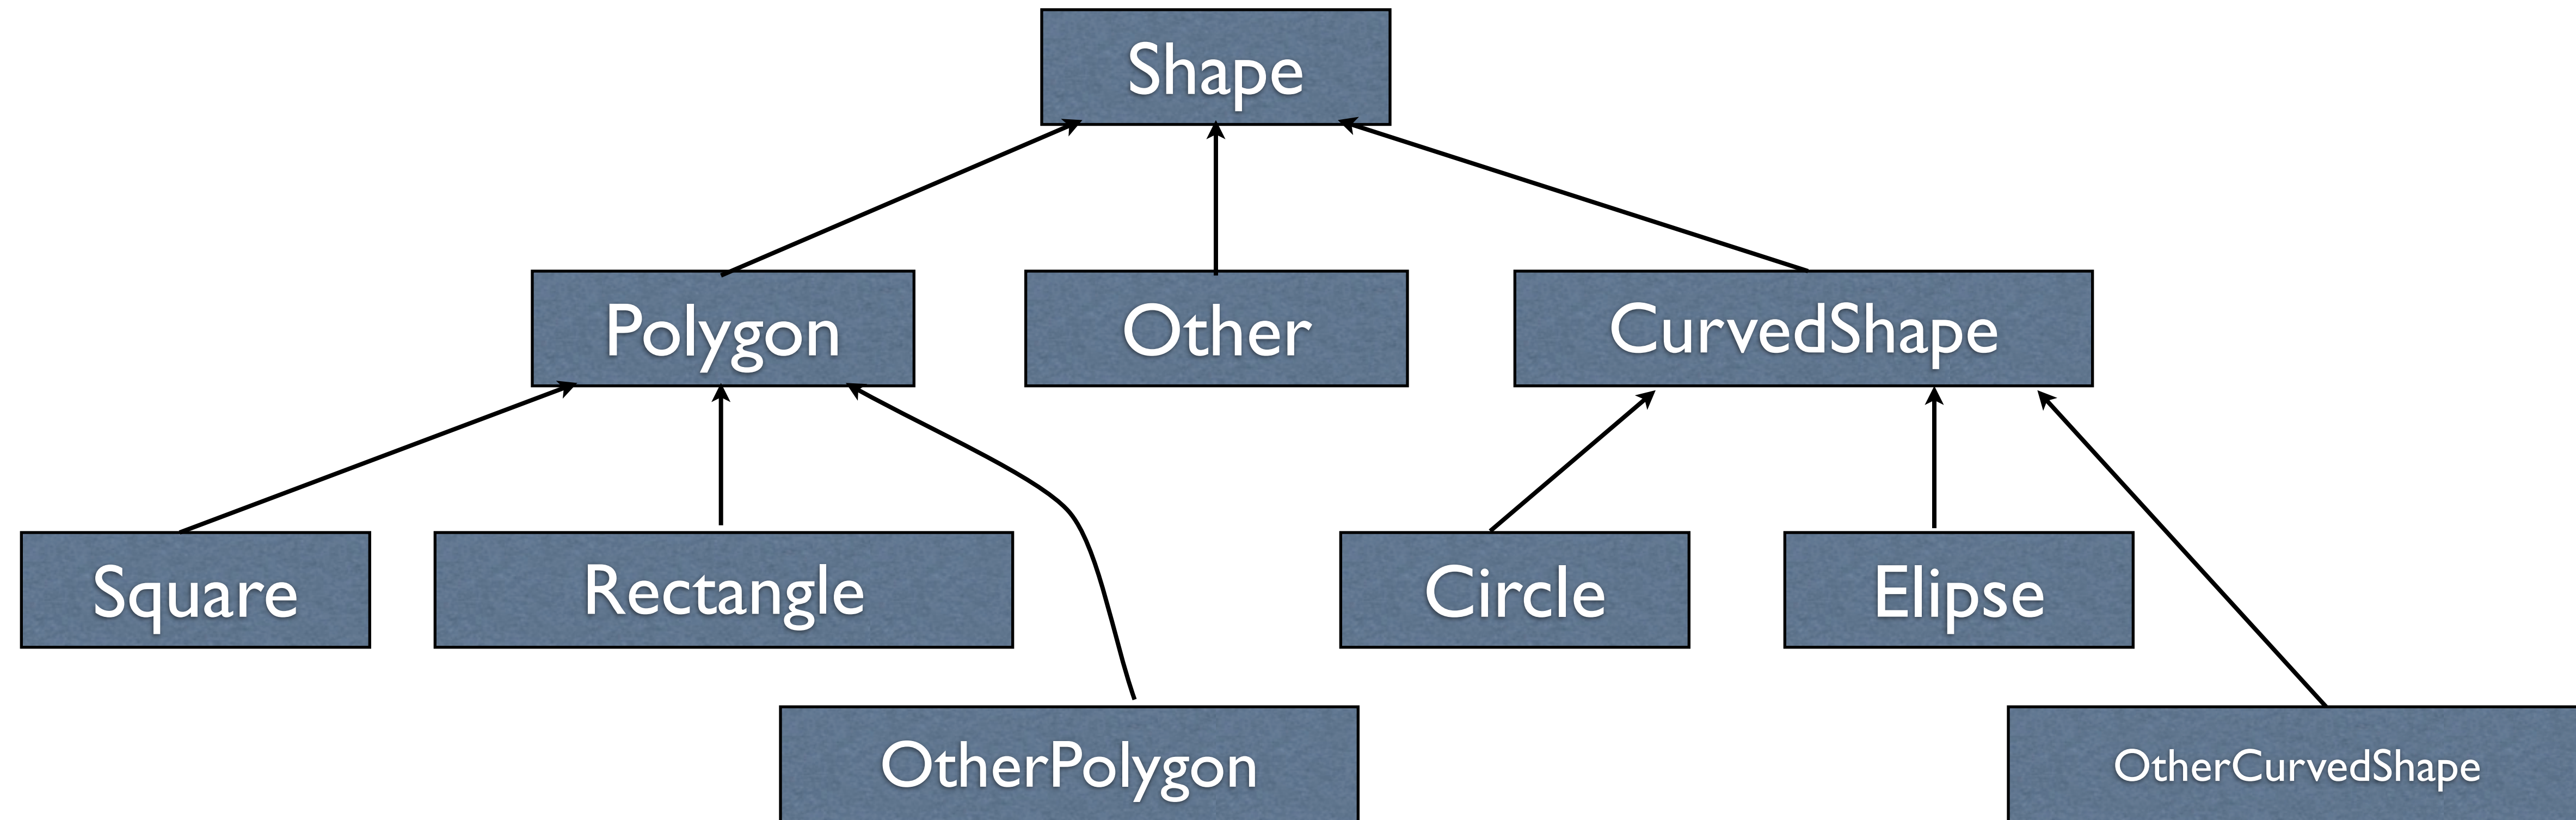 Shape
Polygon
Other
CurvedShape
Square
Rectangle
Circle
Elipse
OtherPolygon
OtherCurvedShape